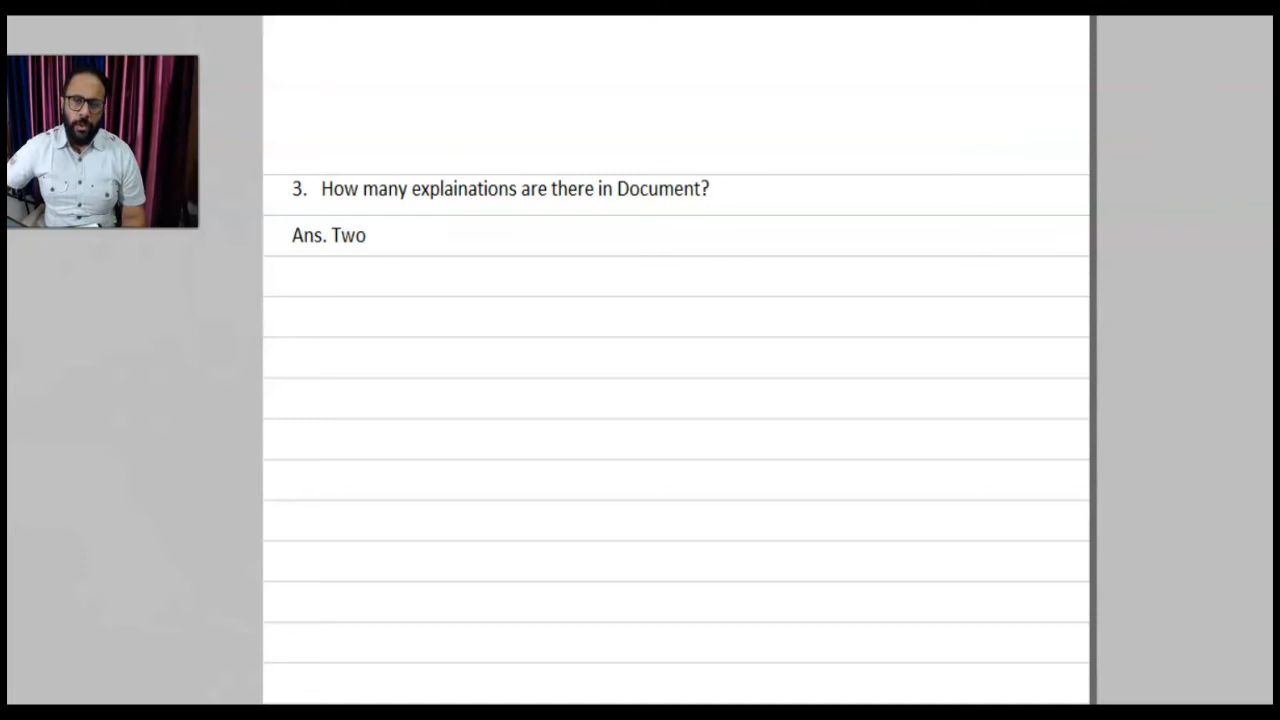 3. How many explainations are there in Document?
Ans. Two